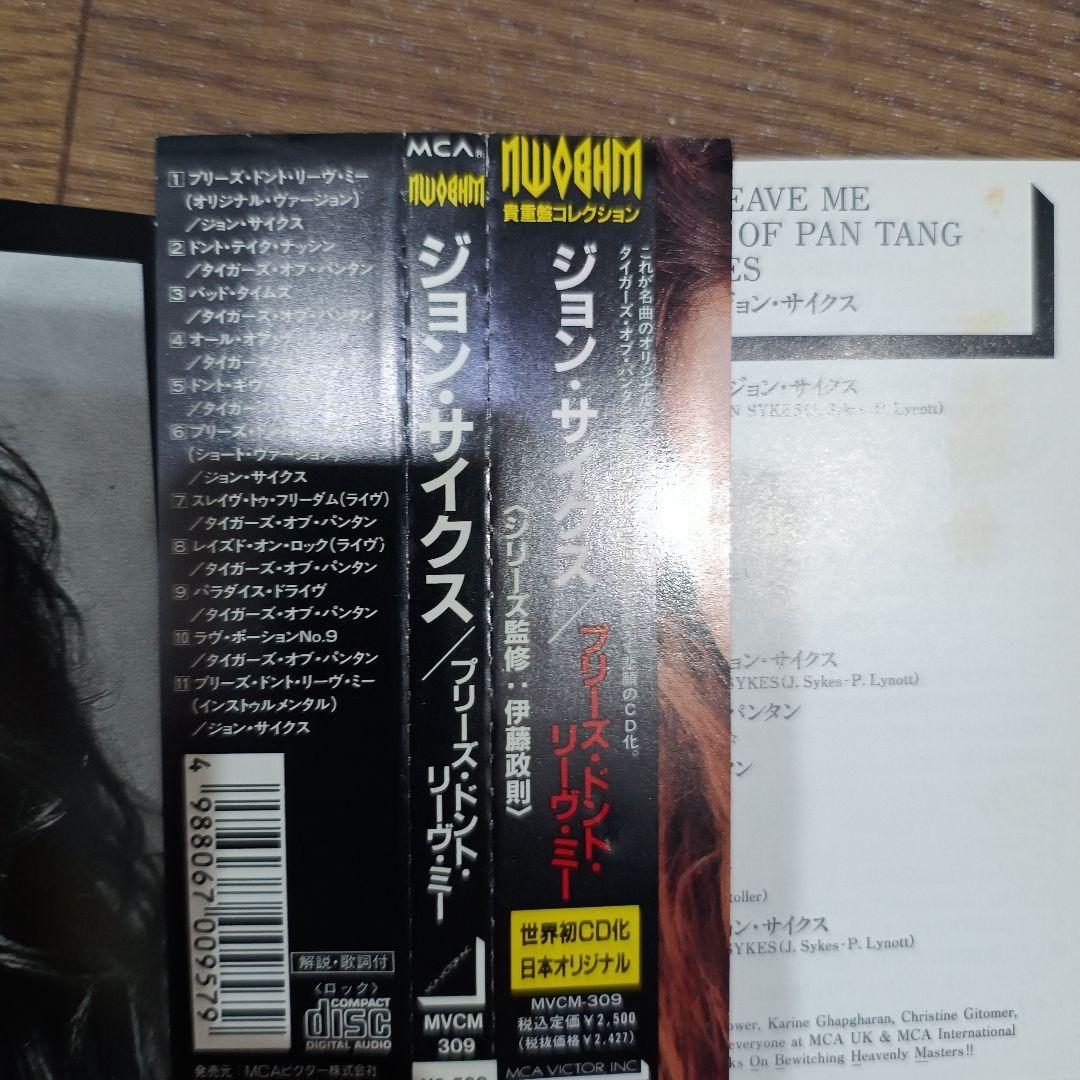 1 プリーズ・ドント・リーヴ・ミー
(オリジナル・ヴァージョン)
／ジョン・サイクス
2 ドント・テイク・ナッシン
／タイガーズ・オブ・パンタン
3 バッド・タイムズ
／タイガーズ・オブ・パンタン
4 オール・オア・
／タイガー
5 ドント・ギヴ・
／タイガ
6 プリーズ・
(ショート・ヴァージョン)
／ジョン・サイクス
7 スレイヴ・トゥ・フリーダム(ライヴ)
／タイガーズ・オブ・パンタン
8 レイズド・オン・ロック(ライヴ)
／タイガーズ・オブ・パンタン
9 パラダイス・ドライヴ
／タイガーズ・オブ・パンタン
10 ラヴ・ポーションNo.9
／タイガーズ・オブ・パンタン
11 プリーズ・ドント・リーヴ・ミー
(インストゥルメンタル)
／ジョン・サイクス
4 988067 009579
解説・歌詞付
〈ロック〉
COMPACT
disc
DIGITAL AUDIO
発売元：MCAビクター株式会社
MCA
NWOBHM
ジョン・サイクス／
プリーズ・ドント・
リーヴ・ミー
MCA VICTOR INC
MVCM
309
NWOBHM
貴重盤コレクション
これが名曲のオリジナル
タイガーズ・オブ・パンタン
悲願のCD化。
ジョン・サイクス／
プリーズ・ドント・
リーヴ・ミー
〈シリーズ監修：伊藤政則〉
世界初CD化
日本オリジナル
MVCM-309
税込定価￥2,500
(税抜価格￥2,427)
MCA VICTOR INC
EAVE ME
OF PAN TANG
ES
ジョン・サイクス
ジョン・サイクス
N SYKES(J. Sykes-P. Lynott)
ョン・サイクス
SYKES(J. Sykes-P. Lynott)
パンタン
ン
toller)
ン・サイクス
SYKES(J. Sykes-P. Lynott)
ower, Karine Ghapgharan, Christine Gitomer,
everyone at MCA UK & MCA International
ks On Bewitching Heavenly Masters!!